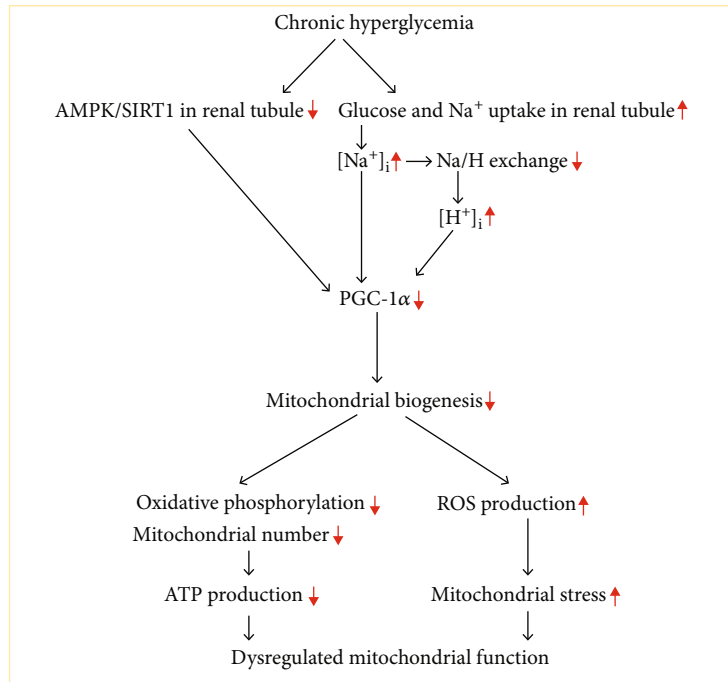 Chronic hyperglycemia
AMPK/SIRT1 in renal tubule
Glucose and Na⁺ uptake in renal tubule
[Na⁺]ᵢ
Na/H exchange
[H⁺]ᵢ
PGC-1α
Mitochondrial biogenesis
Oxidative phosphorylation
Mitochondrial number
ROS production
ATP production
Mitochondrial stress
Dysregulated mitochondrial function